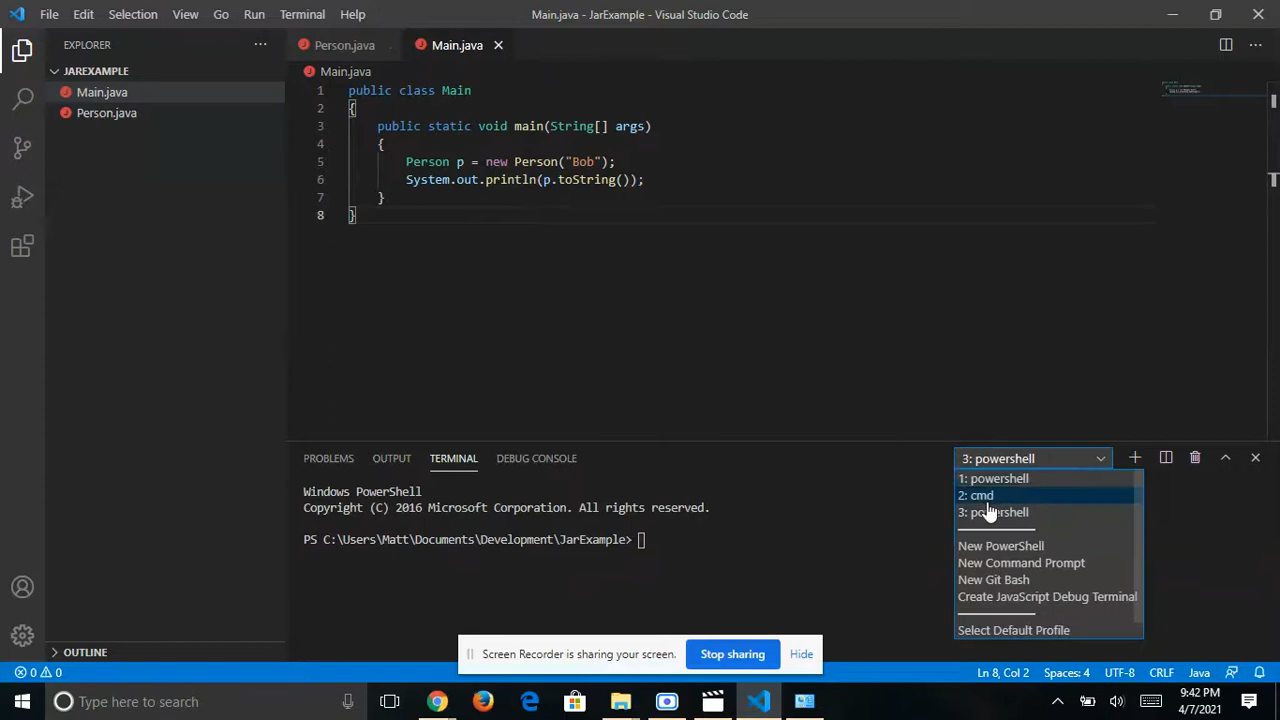 File Edit Selection View Go Run Terminal Help
Main.java - JarExample - Visual Studio Code
EXPLORER
Person.java
Main.java
JAREXAMPLE
Main.java
Main.java
Person.java
1 public class Main
2 {
3 public static void main(String[] args)
4 {
5 Person p = new Person("Bob");
6 System.out.println(p.toString());
7 }
8 }
PROBLEMS OUTPUT TERMINAL DEBUG CONSOLE
3: powershell
1: powershell
2: cmd
3: powershell
New PowerShell
New Command Prompt
New Git Bash
Create JavaScript Debug Terminal
Select Default Profile
Windows PowerShell
Copyright (C) 2016 Microsoft Corporation. All rights reserved.
PS C:\Users\Matt\Documents\Development\JarExample>
OUTLINE
Screen Recorder is sharing your screen. Stop sharing Hide
0 0
Ln 8, Col 2 Spaces: 4 UTF-8 CRLF Java
Type here to search
9:42 PM
4/7/2021